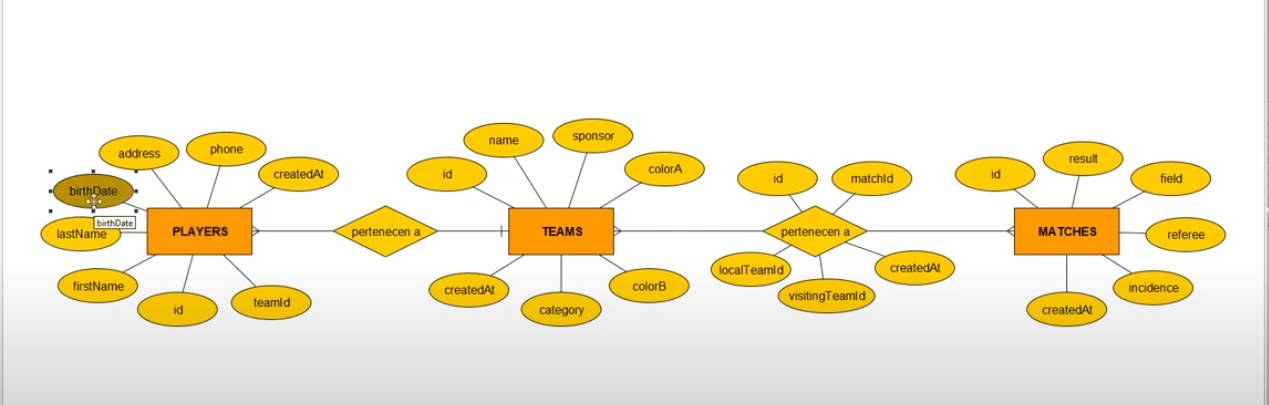 address
phone
createdAt
birthDate
birthDate
lastName
PLAYERS
firstName
id
teamId
pertenecen a
name
sponsor
id
colorA
TEAMS
createdAt
category
colorB
id
matchId
pertenecen a
localTeamId
visitingTeamId
createdAt
id
result
field
MATCHES
referee
incidence
createdAt